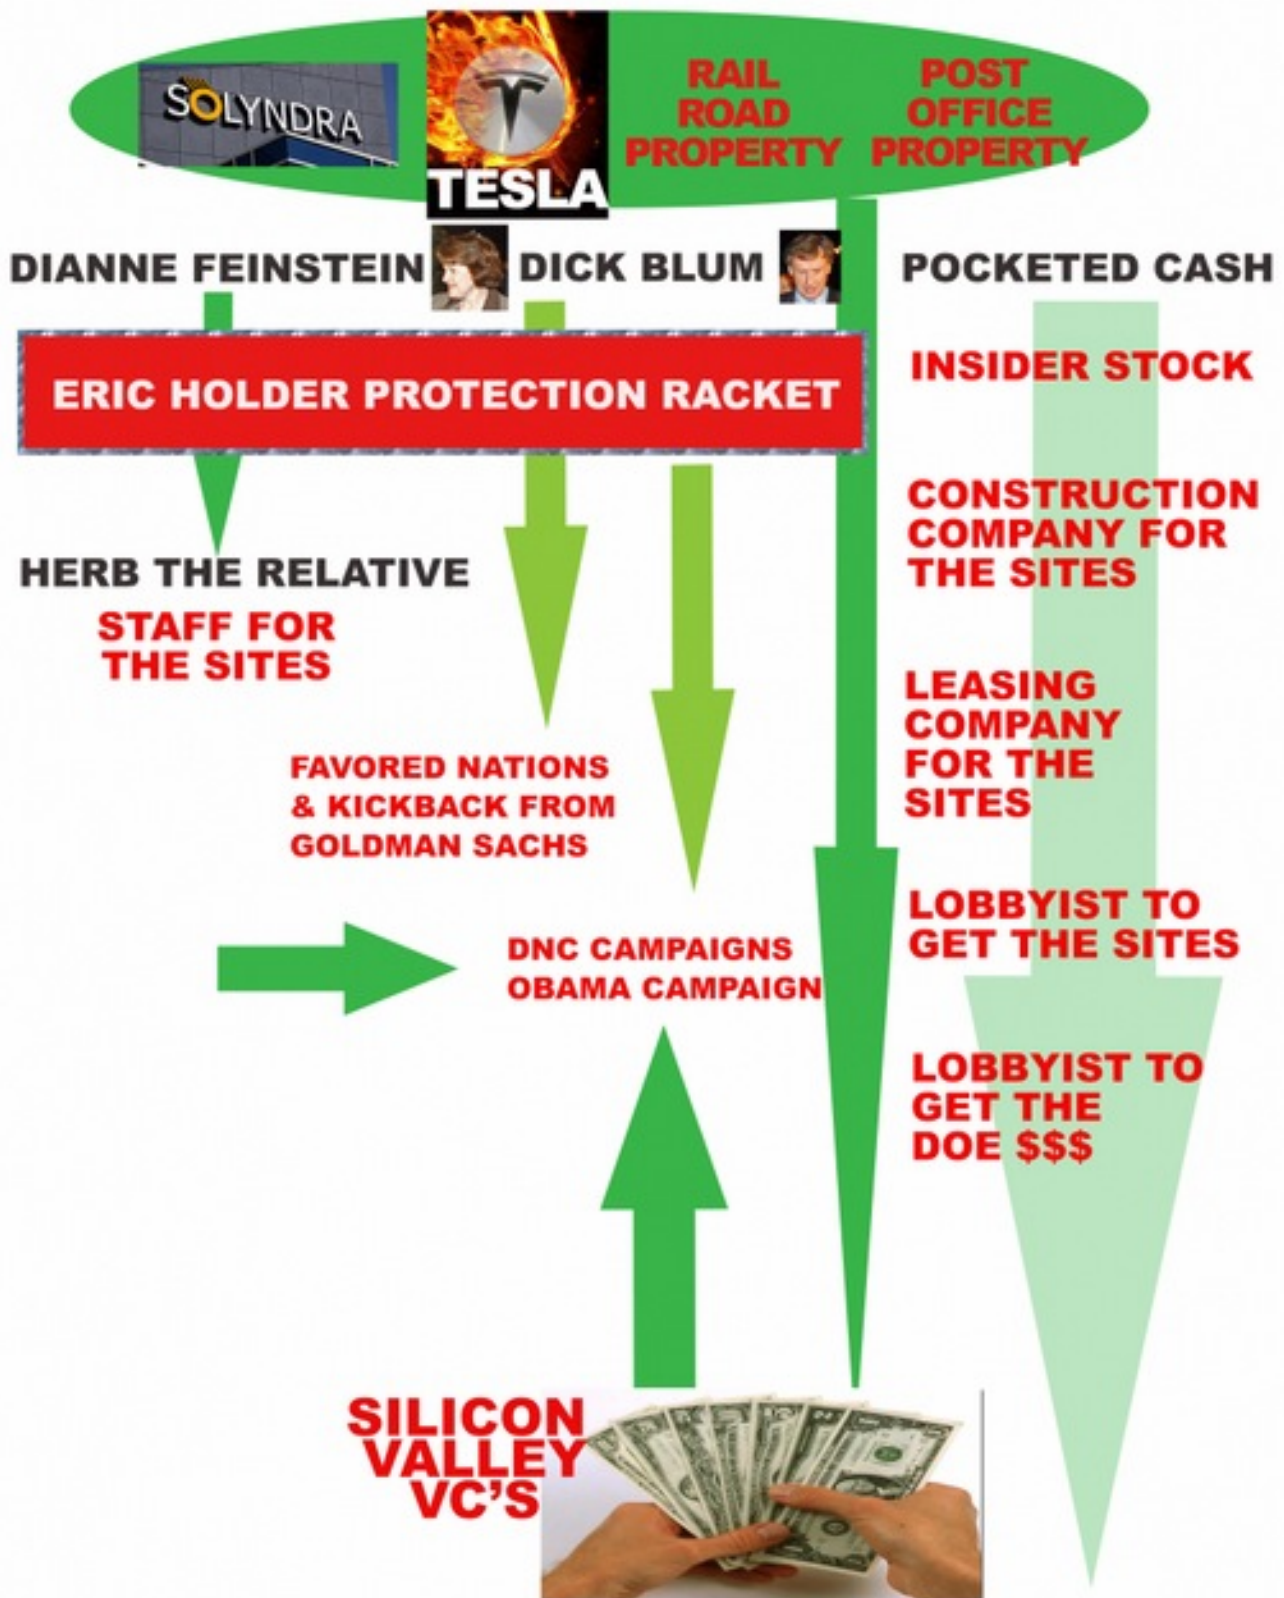 SOLYNDRA
TESLA
RAIL
ROAD
PROPERTY
POST
OFFICE
PROPERTY
DIANNE FEINSTEIN
DICK BLUM
POCKETED CASH
ERIC HOLDER PROTECTION RACKET
INSIDER STOCK
CONSTRUCTION
COMPANY FOR
THE SITES
HERB THE RELATIVE
STAFF FOR
THE SITES
LEASING
COMPANY
FOR THE
SITES
FAVORED NATIONS
& KICKBACK FROM
GOLDMAN SACHS
LOBBYIST TO
GET THE SITES
DNC CAMPAIGNS
OBAMA CAMPAIGN
LOBBYIST TO
GET THE
DOE $$$
SILICON
VALLEY
VC'S